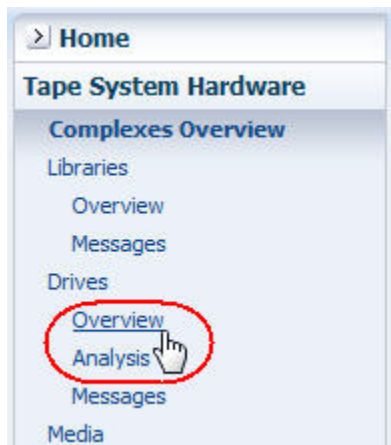 Home
Tape System Hardware
Complexes Overview
Libraries
Overview
Messages
Drives
Overview
Analysis
Messages
Media